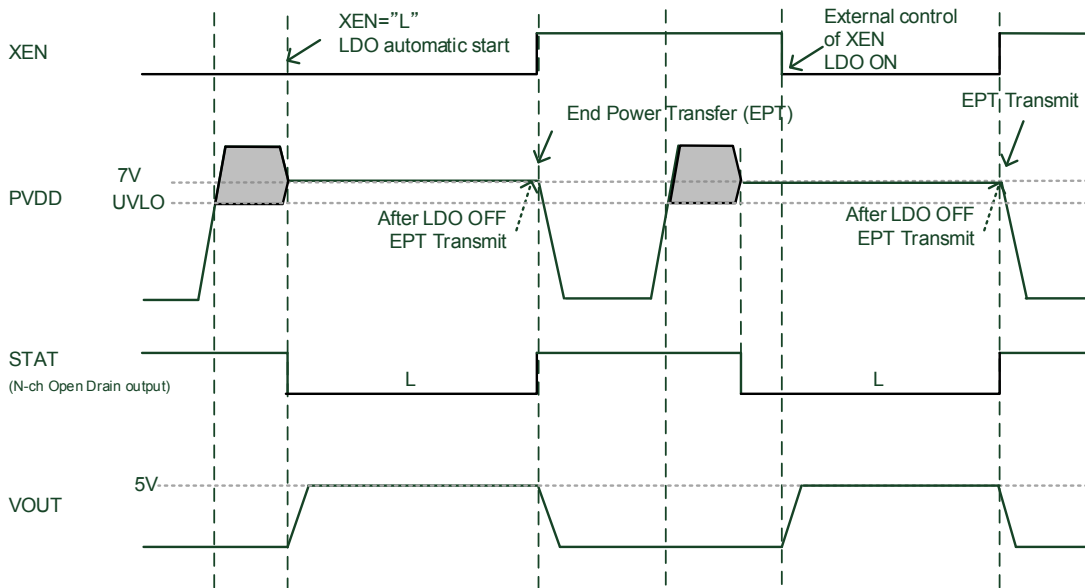 XEN
XEN="L"
LDO automatic start
External control
of XEN
LDO ON
End Power Transfer (EPT)
EPT Transmit
PVDD
7V
UVLO
After LDO OFF
EPT Transmit
After LDO OFF
EPT Transmit
STAT
(N-ch Open Drain output)
L
L
VOUT
5V